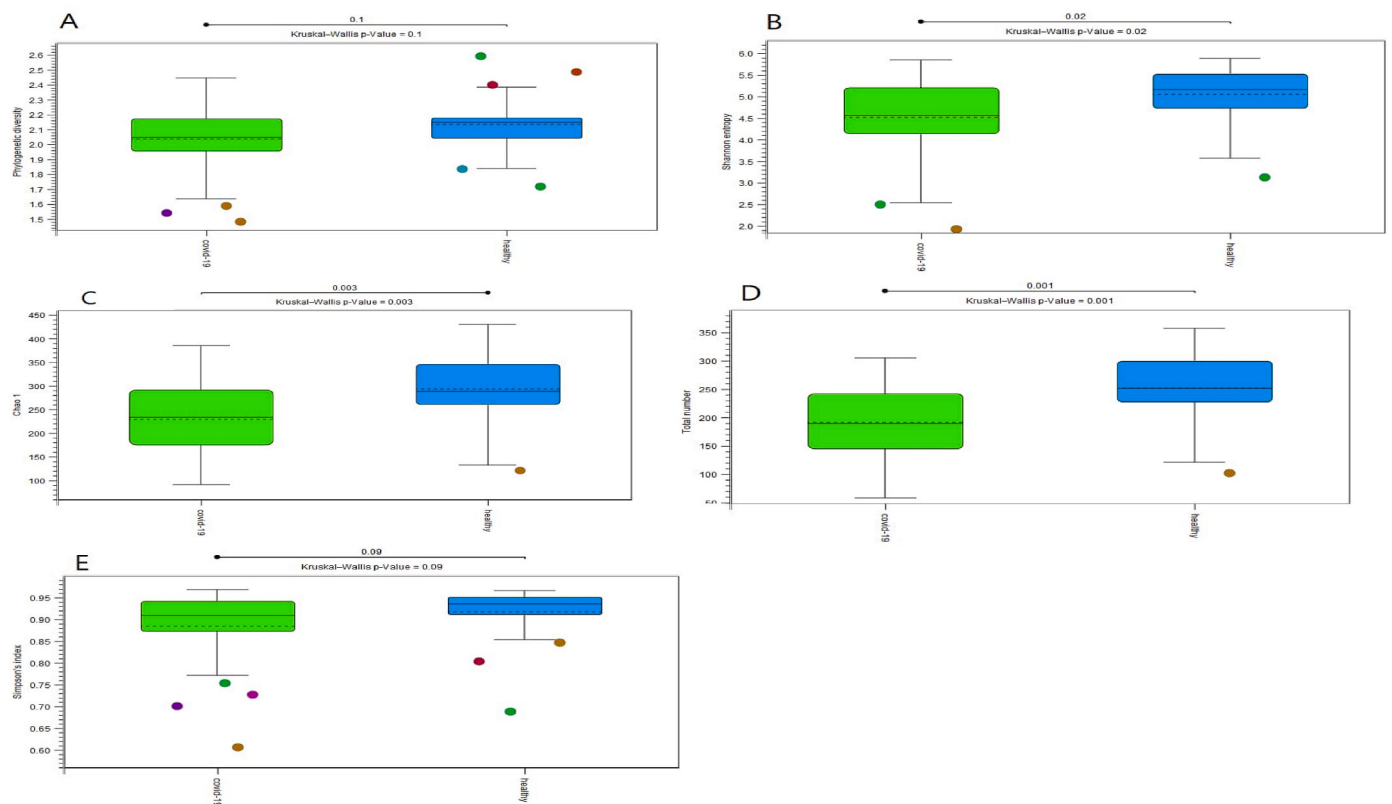 A
0.1
Kruskal–Wallis p-Value = 0.1
Phylogenetic diversity
2.6
2.5
2.4
2.3
2.2
2.1
2.0
1.9
1.8
1.7
1.6
1.5
covid-19
healthy
B
0.02
Kruskal–Wallis p-Value = 0.02
Shannon entropy
6.0
5.5
5.0
4.5
4.0
3.5
3.0
2.5
2.0
covid-19
healthy
C
0.003
Kruskal–Wallis p-Value = 0.003
Chao 1
450
400
350
300
250
200
150
100
covid-19
healthy
D
0.001
Kruskal–Wallis p-Value = 0.001
Total number
350
300
250
200
150
100
50
covid-19
healthy
E
0.09
Kruskal–Wallis p-Value = 0.09
Simpson's index
0.95
0.90
0.85
0.80
0.75
0.70
0.65
0.60
covid-19
healthy